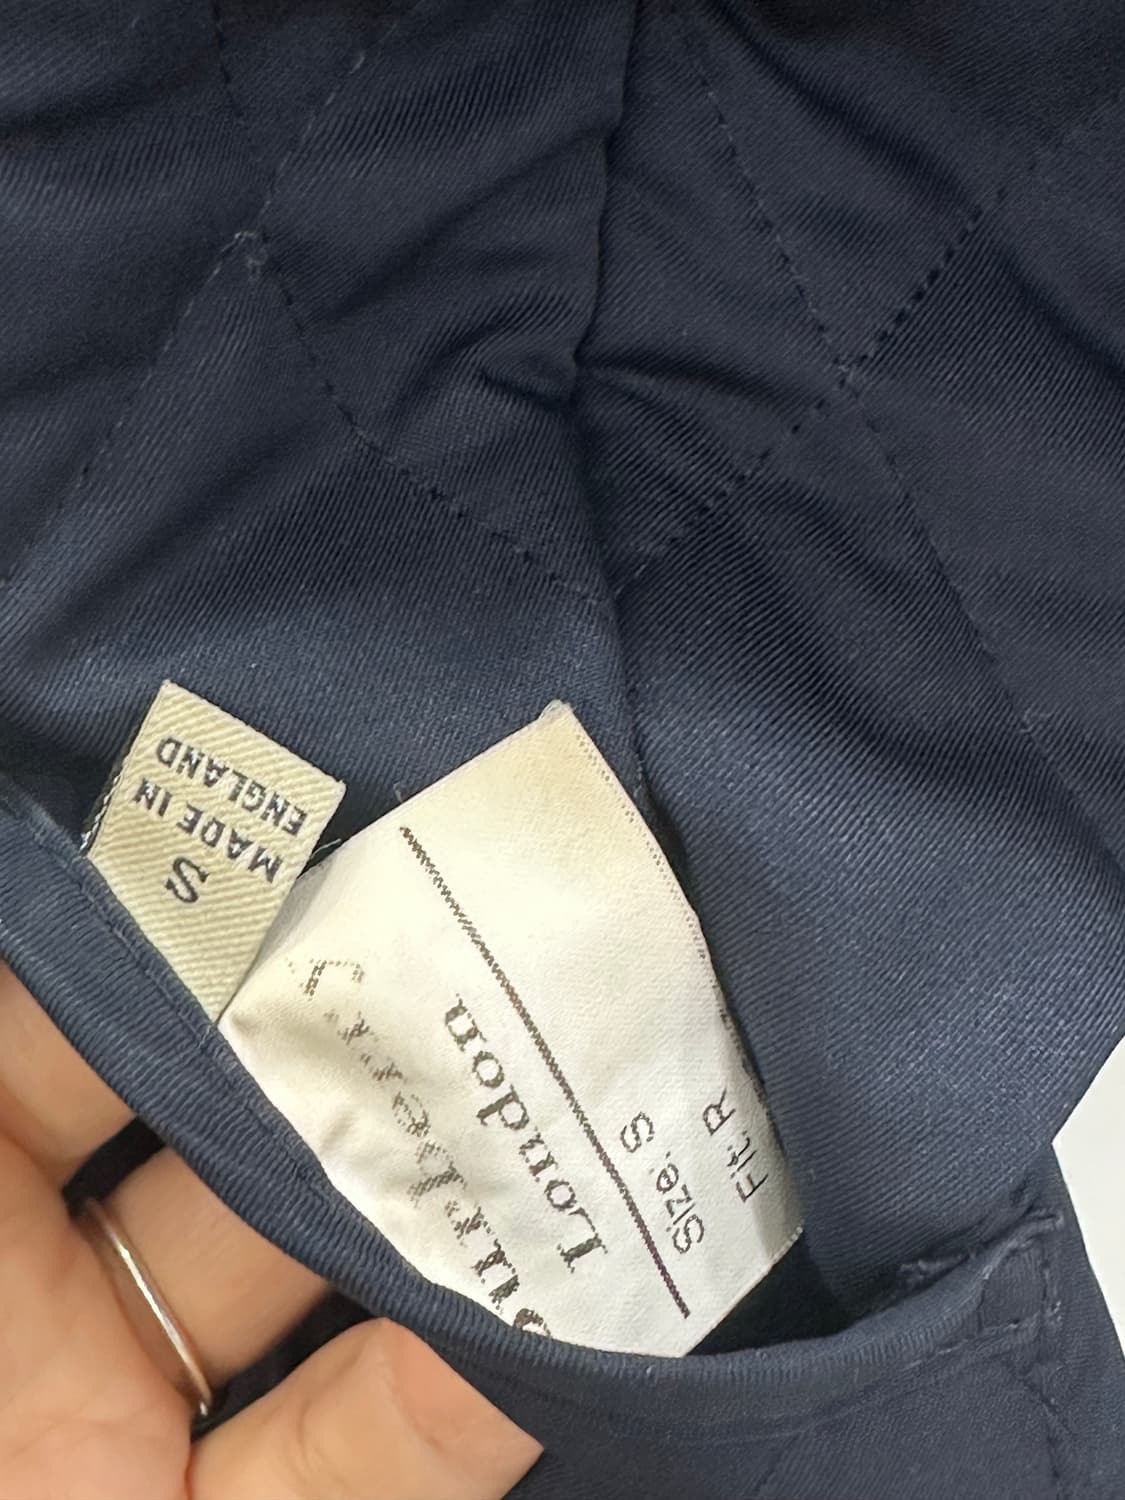 S
MADE IN
ENGLAND
London
Size: S
Fit: R